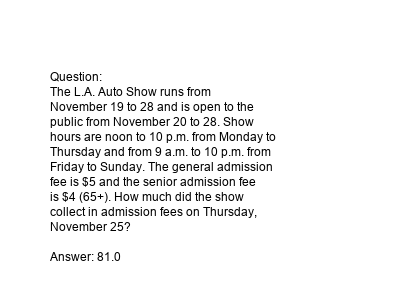 Question:
The L.A. Auto Show runs from
November 19 to 28 and is open to the
public from November 20 to 28. Show
hours are noon to 10 p.m. from Monday to
Thursday and from 9 a.m. to 10 p.m. from
Friday to Sunday. The general admission
fee is $5 and the senior admission fee
is $4 (65+). How much did the show
collect in admission fees on Thursday,
November 25?

Answer: 81.0